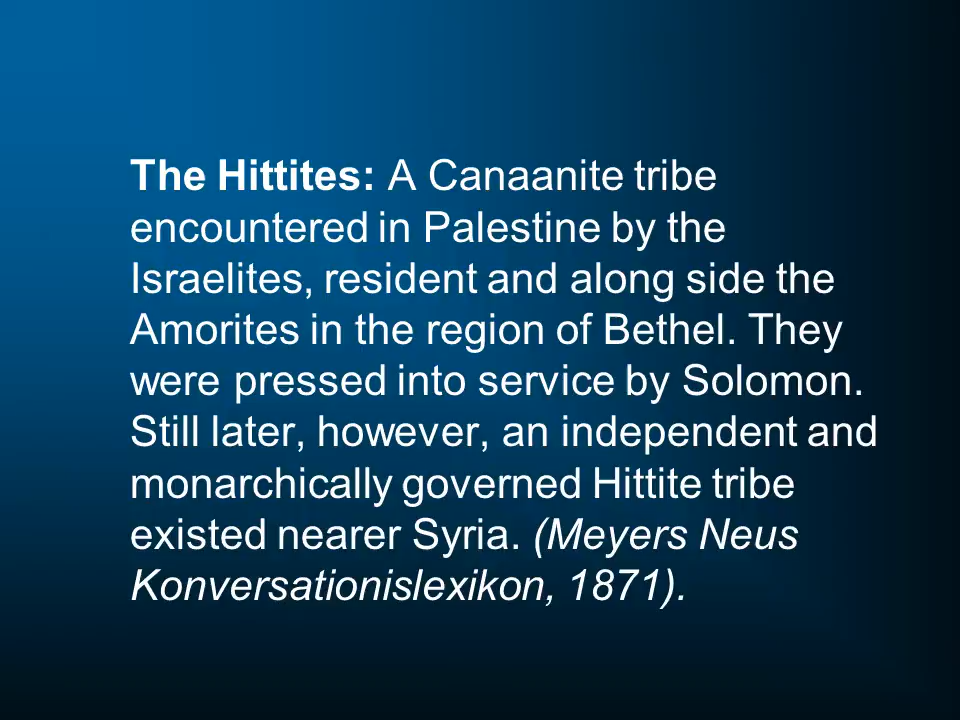 The Hittites: A Canaanite tribe
encountered in Palestine by the
Israelites, resident and along side the
Amorites in the region of Bethel. They
were pressed into service by Solomon.
Still later, however, an independent and
monarchically governed Hittite tribe
existed nearer Syria. (Meyers Neus
Konversationislexikon, 1871).